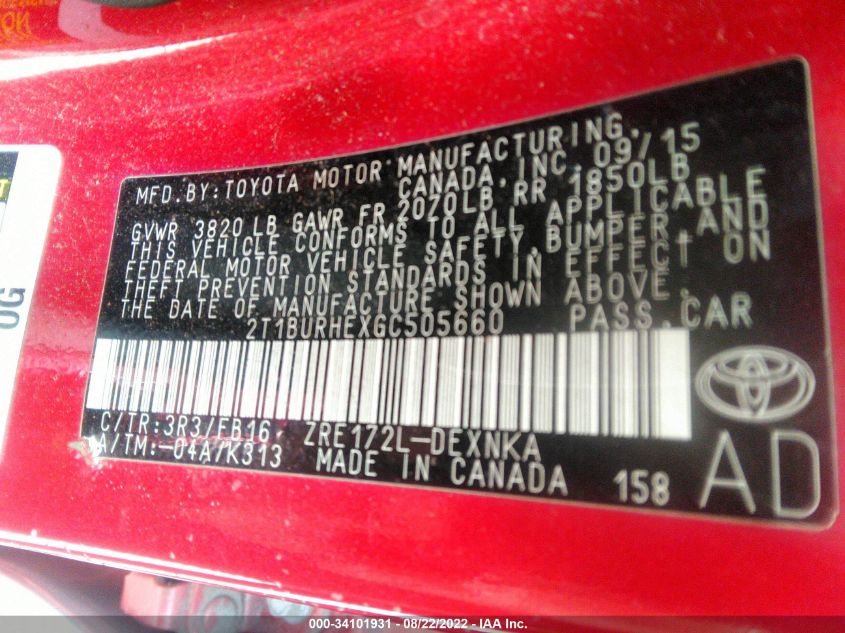 MFD. BY: TOYOTA MOTOR MANUFACTURING,
CANADA, INC. 09/15
GVWR 3820 LB GAWR FR 2070LB RR 1850LB
THIS VEHICLE CONFORMS TO ALL APPLICABLE
FEDERAL MOTOR VEHICLE SAFETY, BUMPER, AND
THEFT PREVENTION STANDARDS IN EFFECT ON
THE DATE OF MANUFACTURE SHOWN ABOVE.
2T1BURHEXGC505660 PASS. CAR
C/TR: 3R3/FB16 ZRE172L-DEXNKA
A/TM: -04A/K313 MADE IN CANADA 158
AD
OG
000-34101931 - 08/22/2022 - IAA Inc.